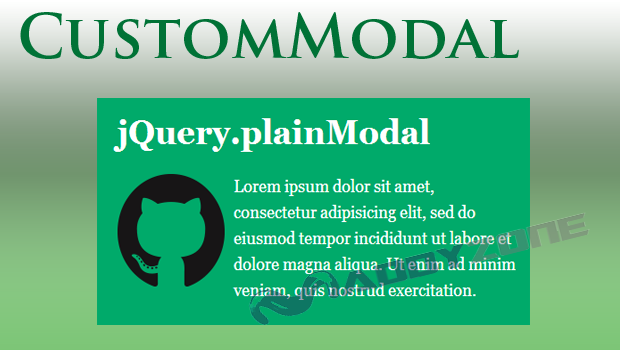 CustomModal
jQuery.plainModal
Lorem ipsum dolor sit amet,
consectetur adipisicing elit, sed do
eiusmod tempor incididunt ut labore et
dolore magna aliqua. Ut enim ad minim
veniam, quis nostrud exercitation.